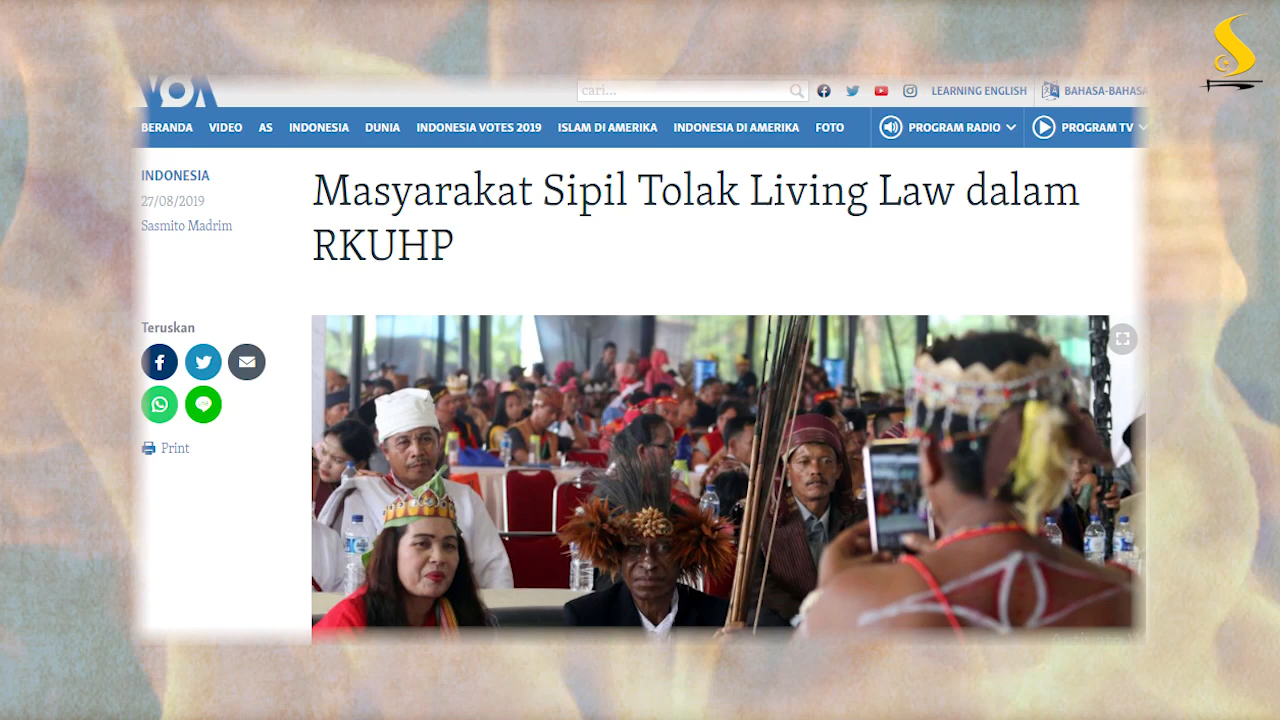 VOA
cari...
LEARNING ENGLISH
BAHASA-BAHASA
BERANDA VIDEO AS INDONESIA DUNIA INDONESIA VOTES 2019 ISLAM DI AMERIKA INDONESIA DI AMERIKA FOTO PROGRAM RADIO PROGRAM TV
INDONESIA
27/08/2019
Sasmito Madrim
Masyarakat Sipil Tolak Living Law dalam
RKUHP
Teruskan
Print